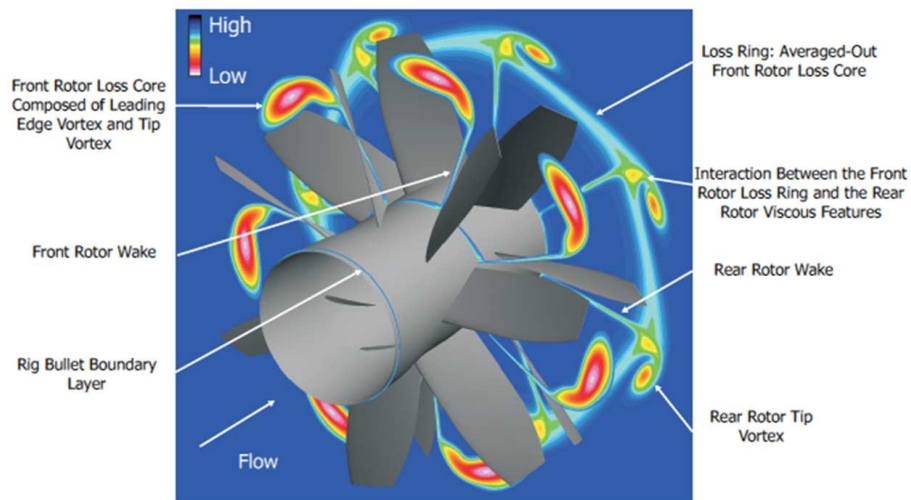 High
Low
Front Rotor Loss Core
Composed of Leading
Edge Vortex and Tip
Vortex
Front Rotor Wake
Rig Bullet Boundary
Layer
Flow
Loss Ring: Averaged-Out
Front Rotor Loss Core
Interaction Between the Front
Rotor Loss Ring and the Rear
Rotor Viscous Features
Rear Rotor Wake
Rear Rotor Tip
Vortex